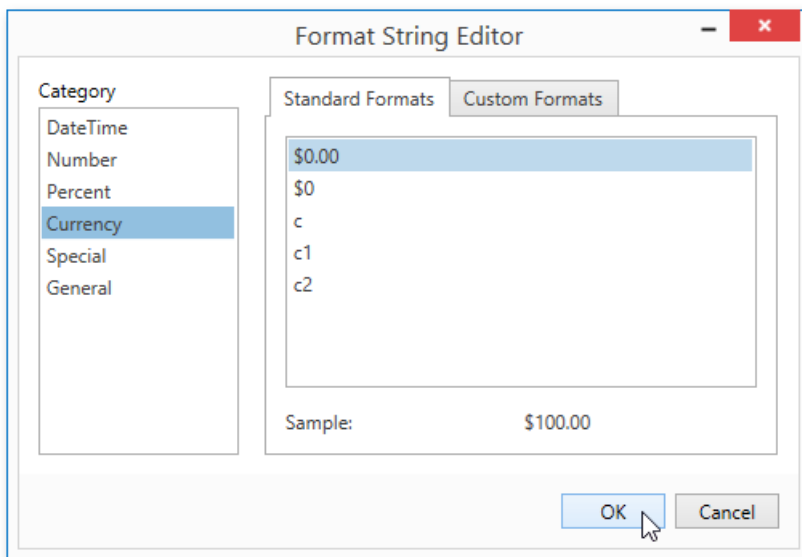 Format String Editor
Category
DateTime
Number
Percent
Currency
Special
General
Standard Formats
Custom Formats
$0.00
$0
c
c1
c2
Sample: $100.00
OK
Cancel